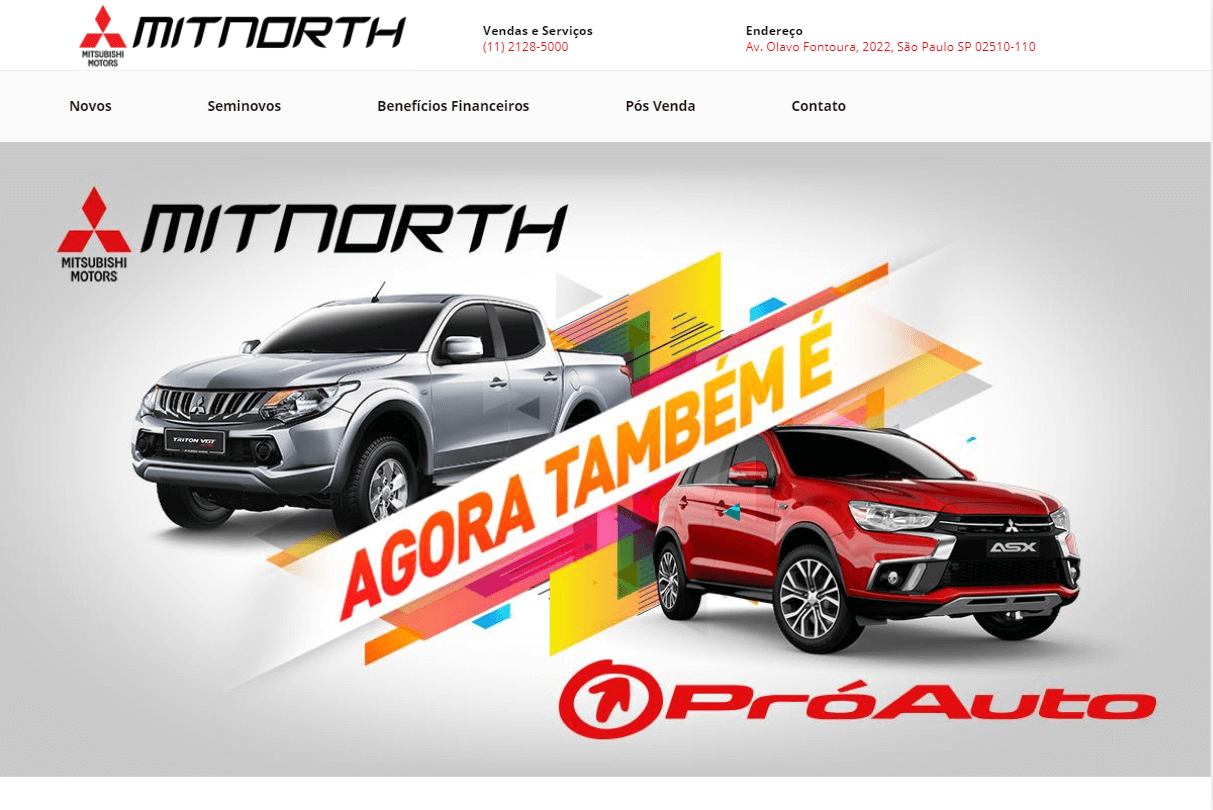 MITNORTH
MITSUBISHI
MOTORS
Vendas e Serviços
(11) 2128-5000
Endereço
Av. Olavo Fontoura, 2022, São Paulo SP 02510-110
Novos
Seminovos
Benefícios Financeiros
Pós Venda
Contato
MITNORTH
MITSUBISHI
MOTORS
AGORA TAMBÉM É
TRITON VGT
ASX
PróAuto